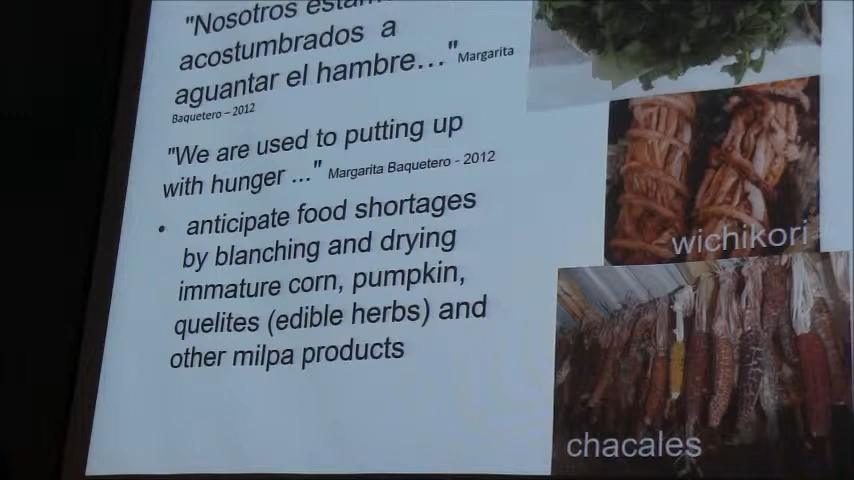 "Nosotros
acostumbrados a
aguantar el hambre…" Margarita
Baquetero – 2012
"We are used to putting up
with hunger ..." Margarita Baquetero - 2012
• anticipate food shortages
by blanching and drying
immature corn, pumpkin,
quelites (edible herbs) and
other milpa products
wichikori
chacales